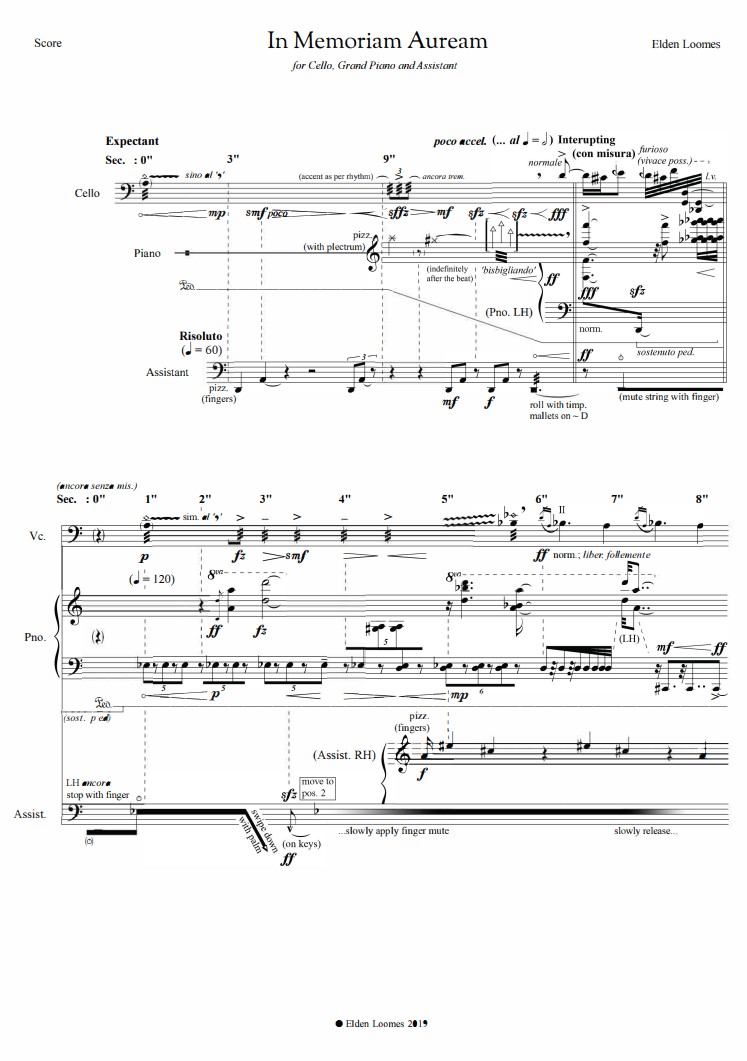 Score
In Memoriam Auream
Elden Loomes
for Cello, Grand Piano and Assistant
Expectant
poco accel. (... al ♩ = 𝅗𝅥) Interupting
(con misura)
furioso
(vivace poss.)
Sec. : 0" 3" 9"
normale
sino al ‘,’
(accent as per rhythm)
ancora trem.
l.v.
Cello
mp smf poco sffz mf sfz sfz fff
pizz.
(with plectrum)
Piano
(indefinitely
after the beat)
'bisbigliando'
ff
fff sfz
Ped
(Pno. LH)
norm.
ff
sostenuto ped.
Risoluto
(♩ = 60)
3 3
Assistant
pizz.
(fingers)
mf f
roll with timp.
mallets on ~ D
(mute string with finger)
(ancora senza mis.)
Sec. : 0" 1" 2" 3" 4" 5" 6" 7" 8"
sim. al ‘,’
II
Vc.
p fz smf ff norm.; liber. follemente
(♩ = 120)
8va 8va
ff fz
Pno.
5
(LH)
mf ff
5 5 5 6
p mp
Ped
(sost. ped)
pizz.
(fingers)
(Assist. RH)
f
LH ancora
stop with finger
sfz
move to
pos. 2
Assist.
swipe down
with palm
(on keys)
ff
...slowly apply finger mute
slowly release...
● Elden Loomes 2019